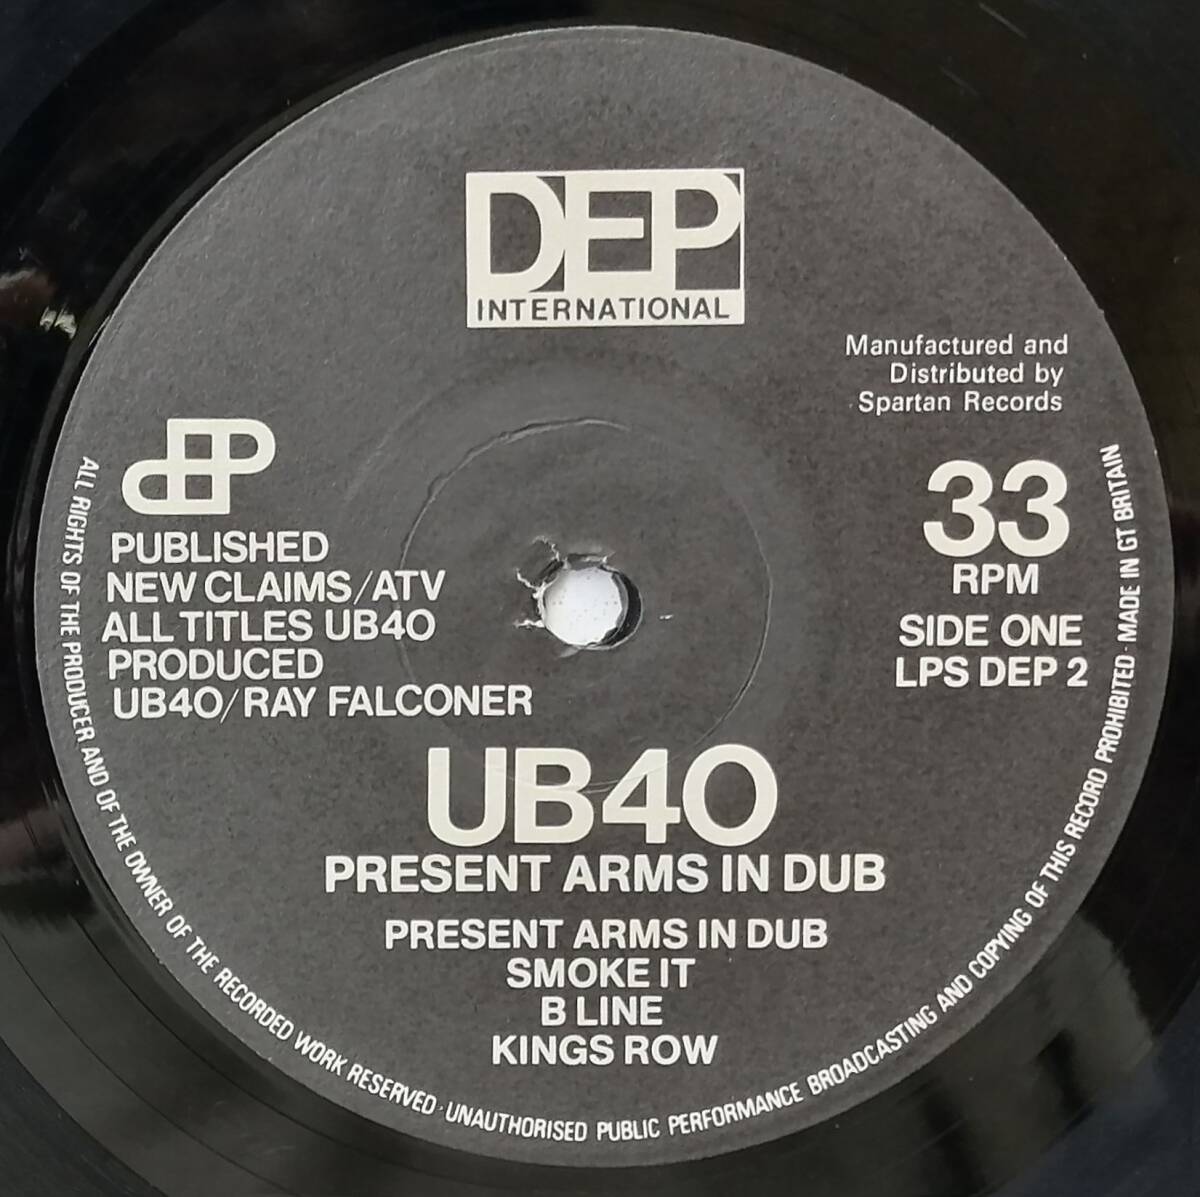 DEP
INTERNATIONAL
Manufactured and
Distributed by
Spartan Records
dEP
PUBLISHED
NEW CLAIMS/ATV
ALL TITLES UB40
PRODUCED
UB40/RAY FALCONER
33
RPM
SIDE ONE
LPS DEP 2
UB40
PRESENT ARMS IN DUB
PRESENT ARMS IN DUB
SMOKE IT
B LINE
KINGS ROW
ALL RIGHTS OF THE PRODUCER AND OF THE OWNER OF THE RECORDED WORK RESERVED · UNAUTHORISED PUBLIC PERFORMANCE BROADCASTING AND COPYING OF THIS RECORD PROHIBITED · MADE IN GT BRITAIN